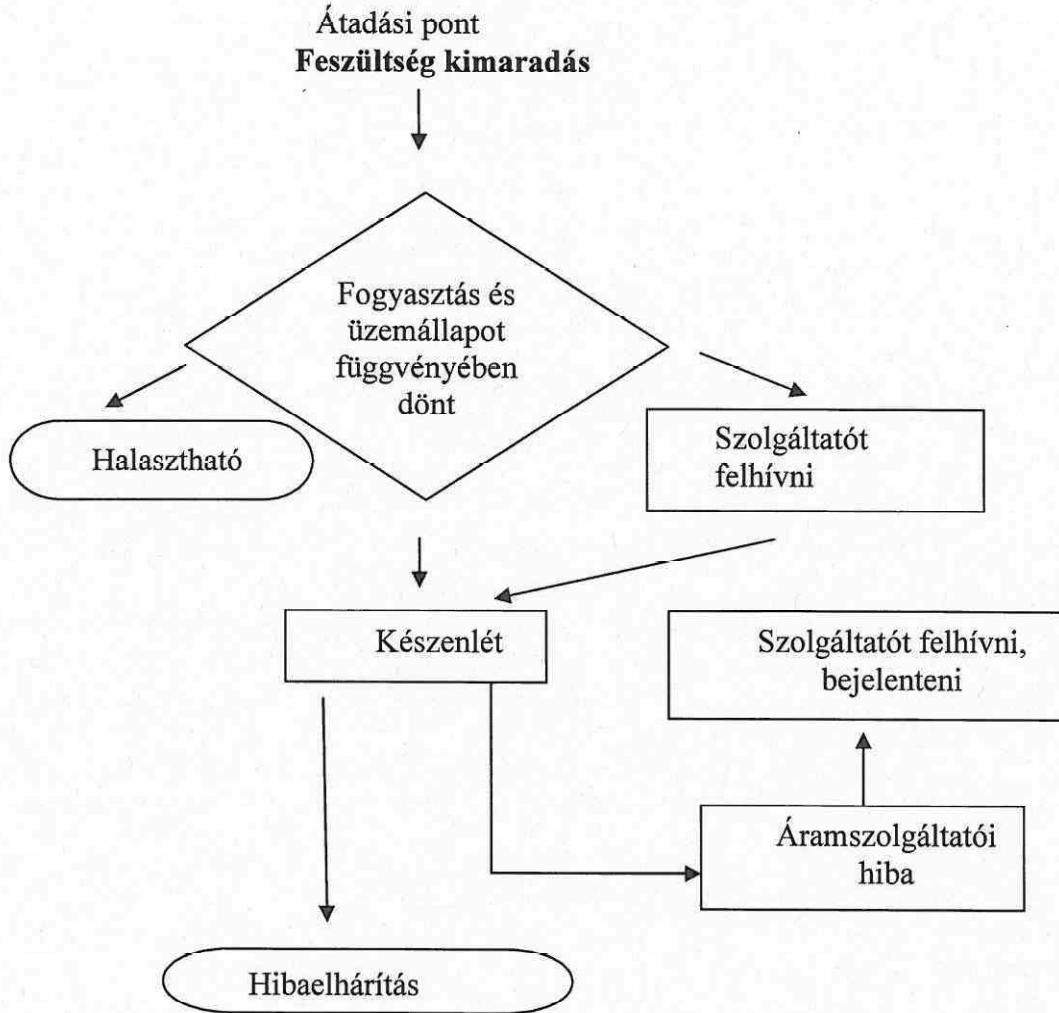 Átadási pont
Feszültség kimaradás
Fogyasztás és
üzemállapot
függvényében
dönt
Halasztható
Szolgáltatót
felhívni
Készenlét
Szolgáltatót felhívni,
bejelenteni
Áramszolgáltatói
hiba
Hibaelhárítás